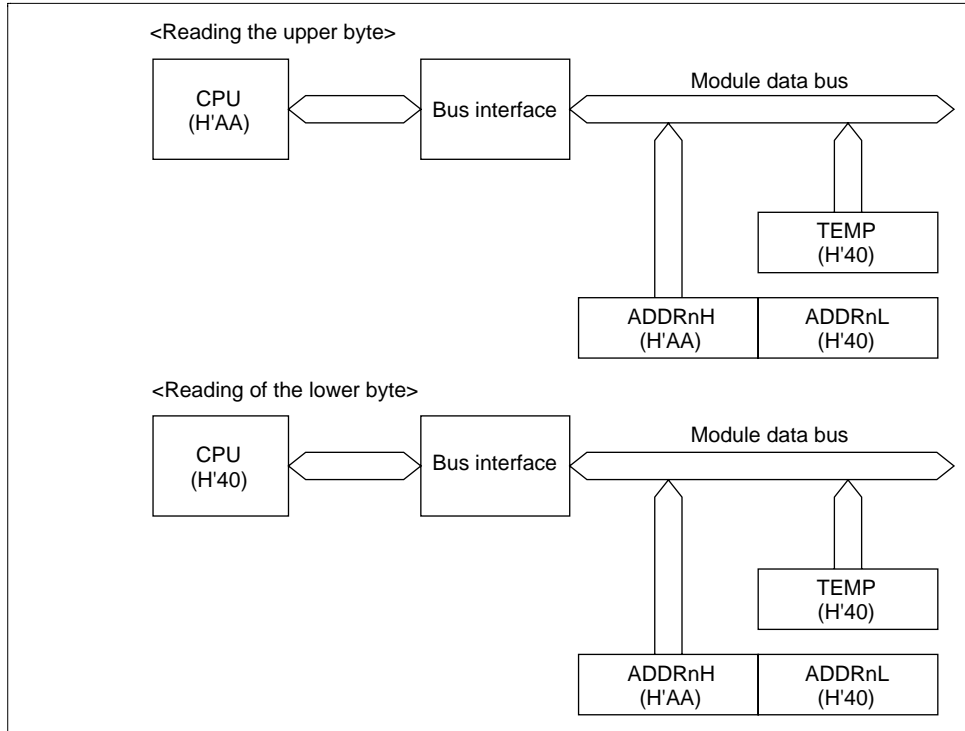 <Reading the upper byte>
Module data bus
CPU
(H'AA)
Bus interface
TEMP
(H'40)
ADDRnH
(H'AA)
ADDRnL
(H'40)
<Reading of the lower byte>
Module data bus
CPU
(H'40)
Bus interface
TEMP
(H'40)
ADDRnH
(H'AA)
ADDRnL
(H'40)